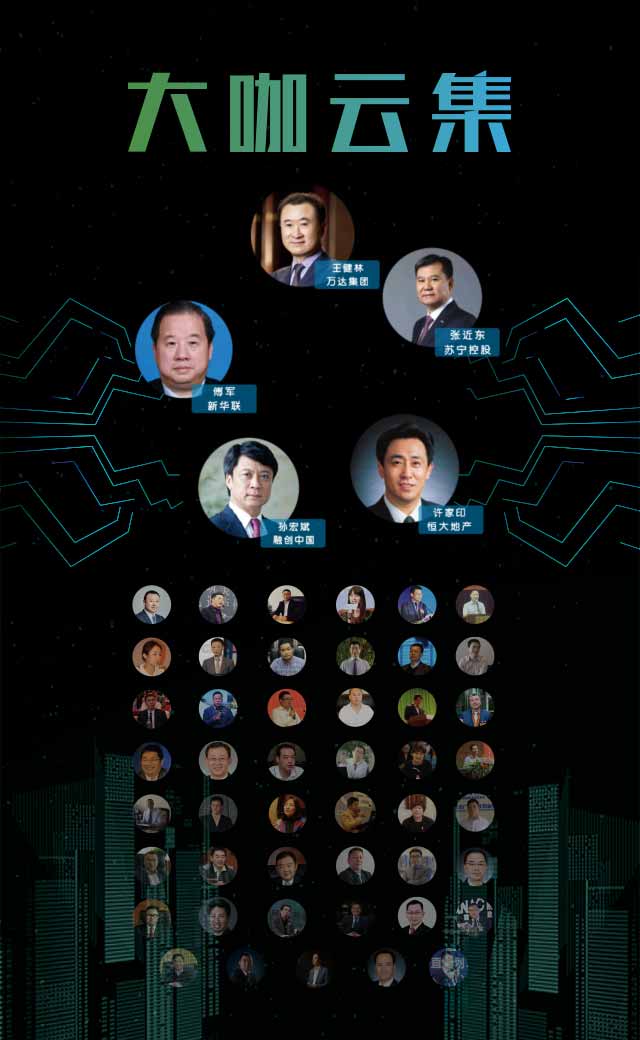 大咖云集
王健林
万达集团
张近东
苏宁控股
傅军
新华联
孙宏斌
融创中国
许家印
恒大地产